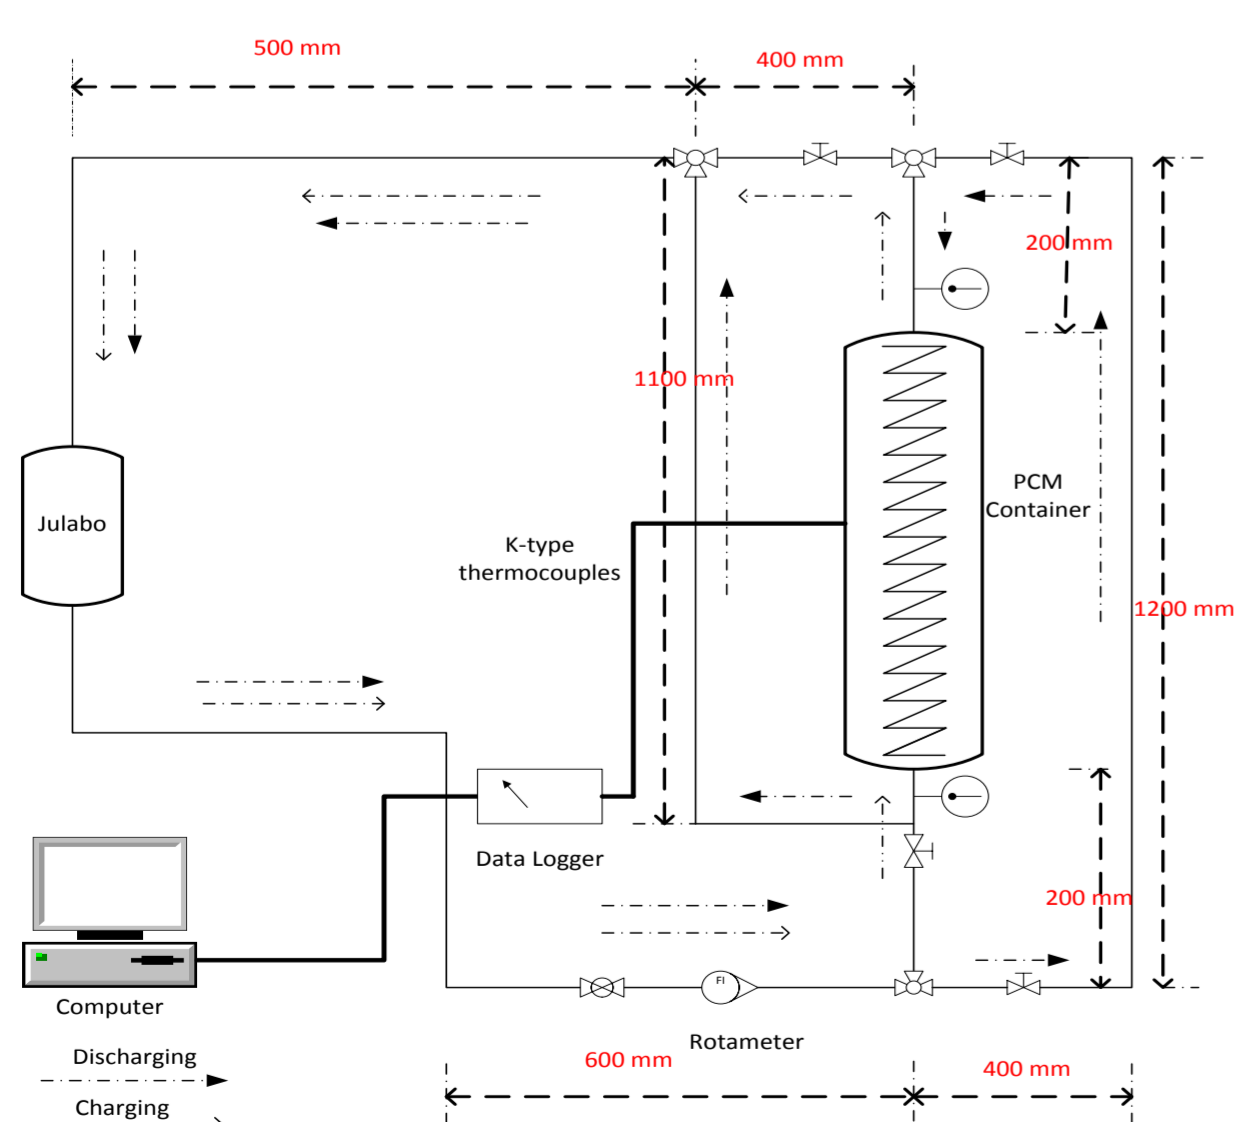 500 mm
400 mm
200 mm
1100 mm
PCM
Container
Julabo
K-type
thermocouples
1200 mm
Data Logger
200 mm
FI
Computer
Rotameter
Discharging
600 mm
400 mm
Charging